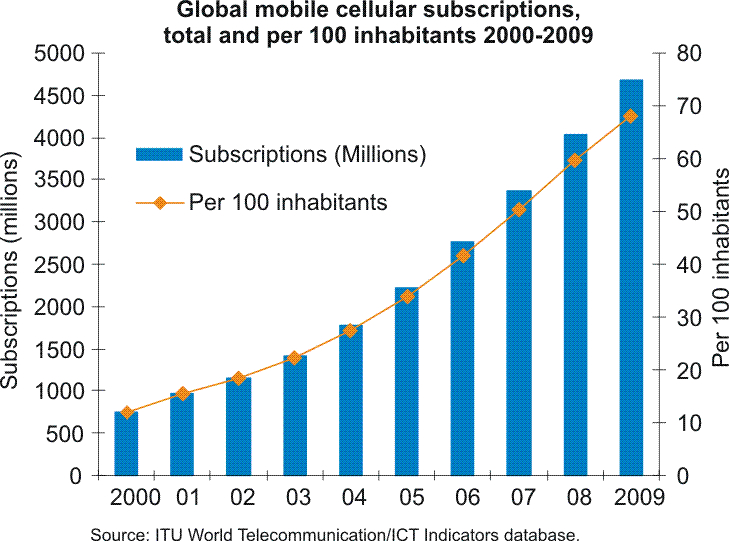 Global mobile cellular subscriptions,
total and per 100 inhabitants 2000-2009
Subscriptions (millions)
5000
4500
4000
3500
3000
2500
2000
1500
1000
500
0
Subscriptions (Millions)
Per 100 inhabitants
80
70
60
50
40
30
20
10
0
Per 100 inhabitants
2000 01 02 03 04 05 06 07 08 2009
Source: ITU World Telecommunication/ICT Indicators database.